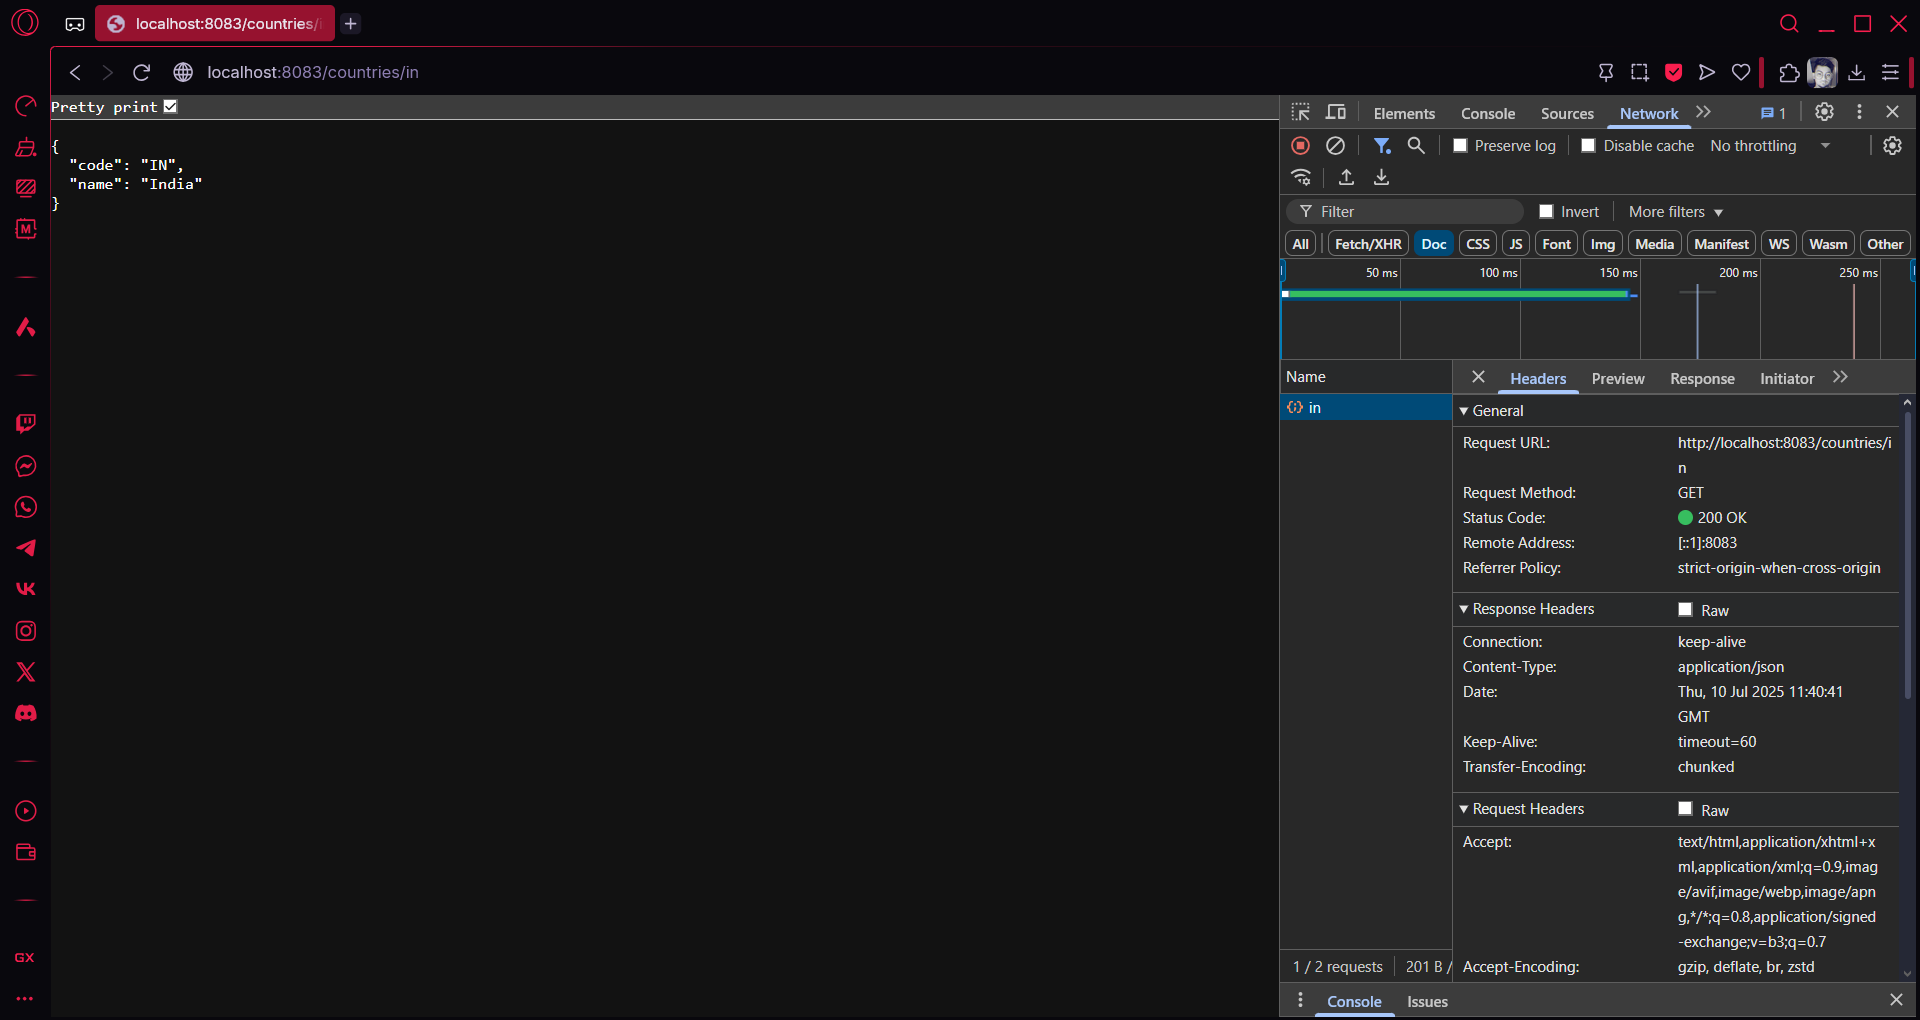 localhost:8083/countries/i
localhost:8083/countries/in
Pretty print
{
"code": "IN",
"name": "India"
}
M
GX
Elements Console Sources Network 1
Preserve log Disable cache No throttling
Filter Invert More filters
All Fetch/XHR Doc CSS JS Font Img Media Manifest WS Wasm Other
50 ms 100 ms 150 ms 200 ms 250 ms
Name
in
1 / 2 requests 201 B /
Headers Preview Response Initiator
General
Request URL: http://localhost:8083/countries/i
n
Request Method: GET
Status Code: 200 OK
Remote Address: [::1]:8083
Referrer Policy: strict-origin-when-cross-origin
Response Headers Raw
Connection: keep-alive
Content-Type: application/json
Date: Thu, 10 Jul 2025 11:40:41
GMT
Keep-Alive: timeout=60
Transfer-Encoding: chunked
Request Headers Raw
Accept: text/html,application/xhtml+x
ml,application/xml;q=0.9,imag
e/avif,image/webp,image/apn
g,*/*;q=0.8,application/signed
-exchange;v=b3;q=0.7
Accept-Encoding: gzip, deflate, br, zstd
Console Issues